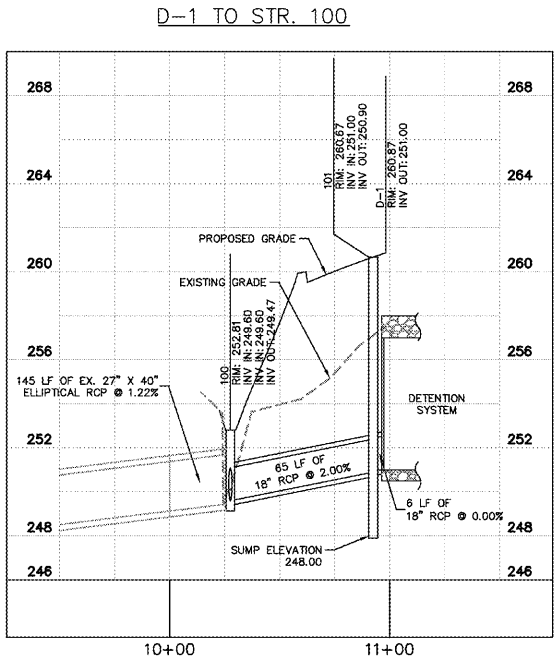 D-1 TO STR. 100
268
268
101
RIM: 260.67
INV IN: 251.00
INV OUT: 250.90
D-1
RIM: 260.87
INV OUT: 251.00
264
264
PROPOSED GRADE
260
260
EXISTING GRADE
100
RIM: 252.81
INV IN: 249.60
INV IN: 249.60
INV OUT: 249.47
256
256
145 LF OF EX. 27" X 40"
ELLIPTICAL RCP @ 1.22%
DETENTION
SYSTEM
252
252
65 LF OF
18" RCP @ 2.00%
6 LF OF
18" RCP @ 0.00%
248
248
SUMP ELEVATION
248.00
246
246
10+00
11+00